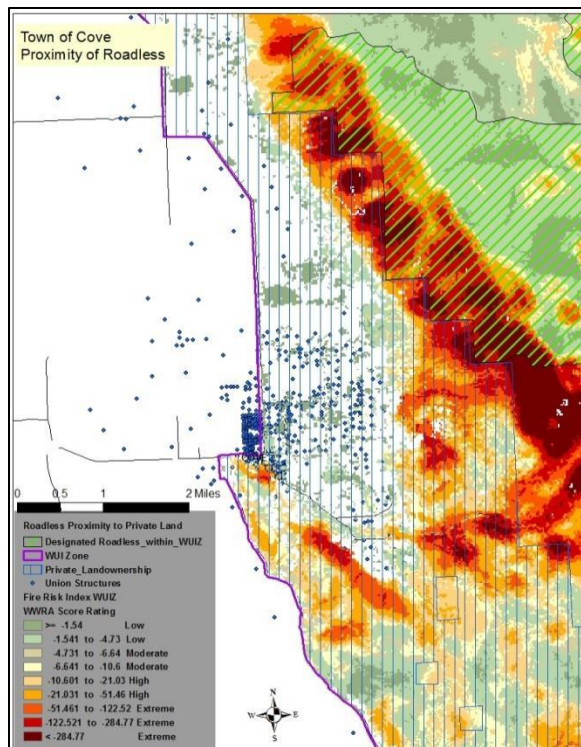 Town of Cove
Proximity of Roadless
0 0.5 1 2 Miles
Roadless Proximity to Private Land
Designated Roadless_within_WUIZ
WUI Zone
Private_Landownership
Union Structures
Fire Risk Index WUIZ
WWRA Score Rating
>= -1.54 Low
-1.541 to -4.73 Low
-4.731 to -6.64 Moderate
-6.641 to -10.6 Moderate
-10.601 to -21.03 High
-21.031 to -51.46 High
-51.461 to -122.52 Extreme
-122.521 to -284.77 Extreme
< -284.77 Extreme
N
W E
S